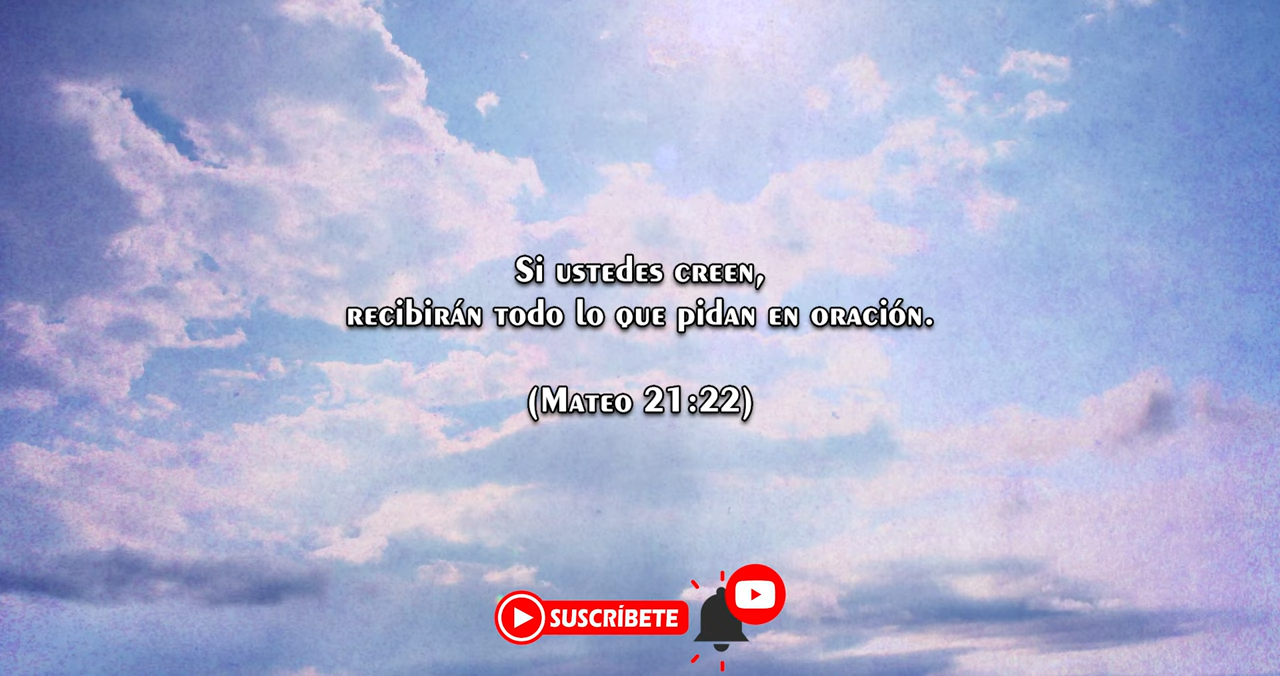 Si ustedes creen,
recibirán todo lo que pidan en oración.
(Mateo 21:22)
SUSCRÍBETE